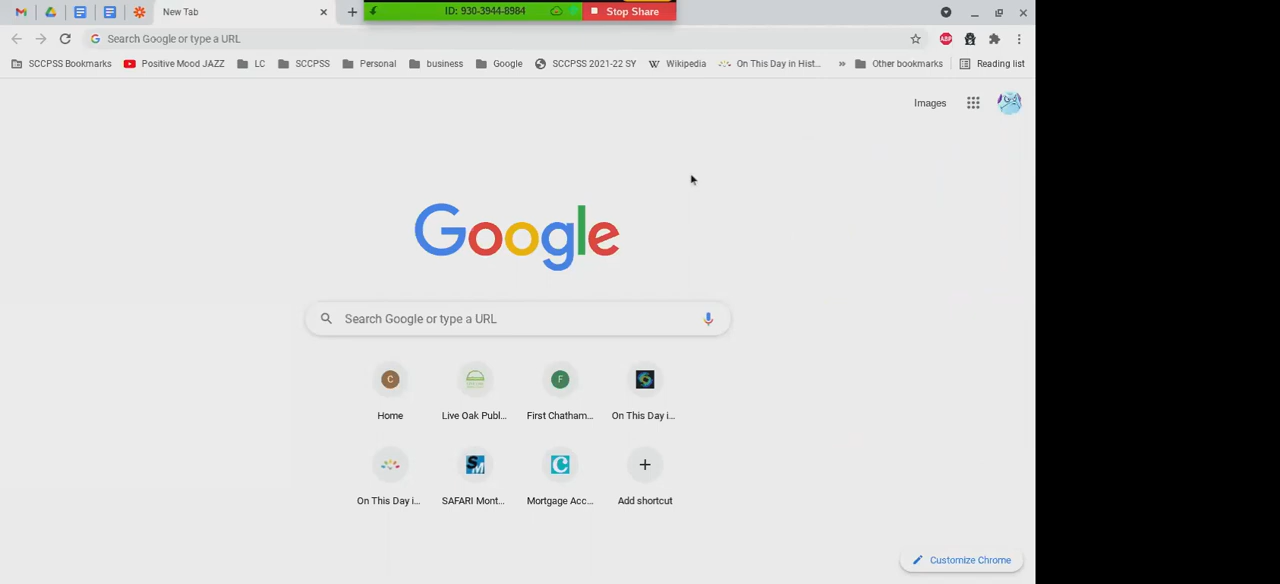 New Tab
ID: 930-3944-8984
Stop Share
Search Google or type a URL
ABP
SCCPSS Bookmarks
Positive Mood JAZZ
LC
SCCPSS
Personal
business
Google
SCCPSS 2021-22 SY
W
Wikipedia
On This Day in Hist...
»
Other bookmarks
Reading list
Images
Google
Search Google or type a URL
C
F
Home
Live Oak Publ...
First Chatham...
On This Day i...
SM
C
On This Day i...
SAFARI Mont...
Mortgage Acc...
Add shortcut
Customize Chrome